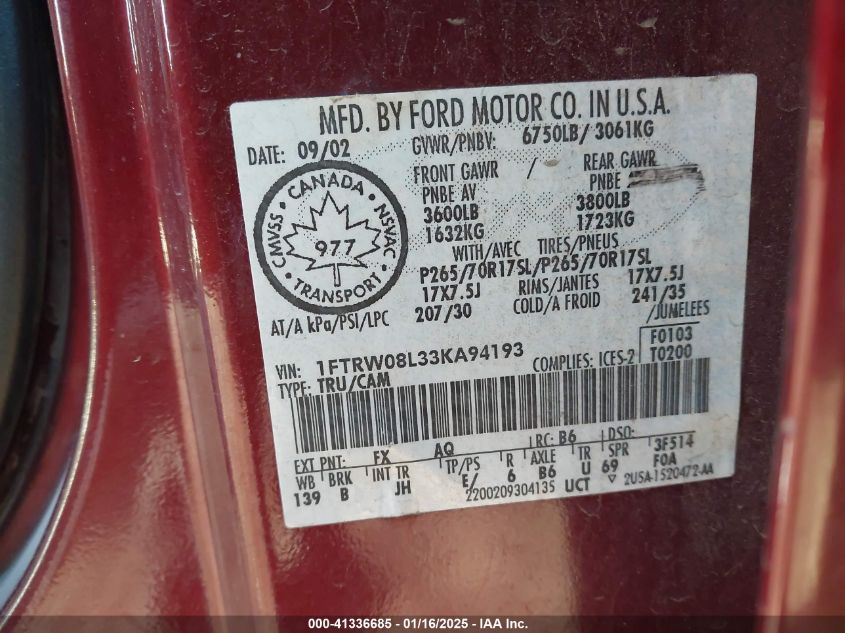 MFD. BY FORD MOTOR CO. IN U.S.A.
DATE: 09/02 GVWR/PNBV: 6750LB/ 3061KG
FRONT GAWR / REAR GAWR
PNBE AV PNBE
3600LB 3800LB
1632KG 1723KG
CANADA
CMVSS NSVAC
977
TRANSPORT
WITH/AVEC TIRES/PNEUS
P265/70R17SL/P265/70R17SL
17X7.5J RIMS/JANTES 17X7.5J
AT/A kPa/PSI/LPC 207/30 COLD/A FROID 241/35
/JUMELEES
VIN: 1FTRW08L33KA94193 COMPLIES: ICES-2 F0103
TYPE: TRU/CAM T0200
EXT PNT: FX AQ RC: B6 DSO: 3F514
WB BRK INT TR TP/PS R AXLE TR SPR F0A
139 B JH E/ 6 B6 U 69
2200209304135 UCT ▽ 2U5A-1520472-AA
000-41336685 - 01/16/2025 - IAA Inc.